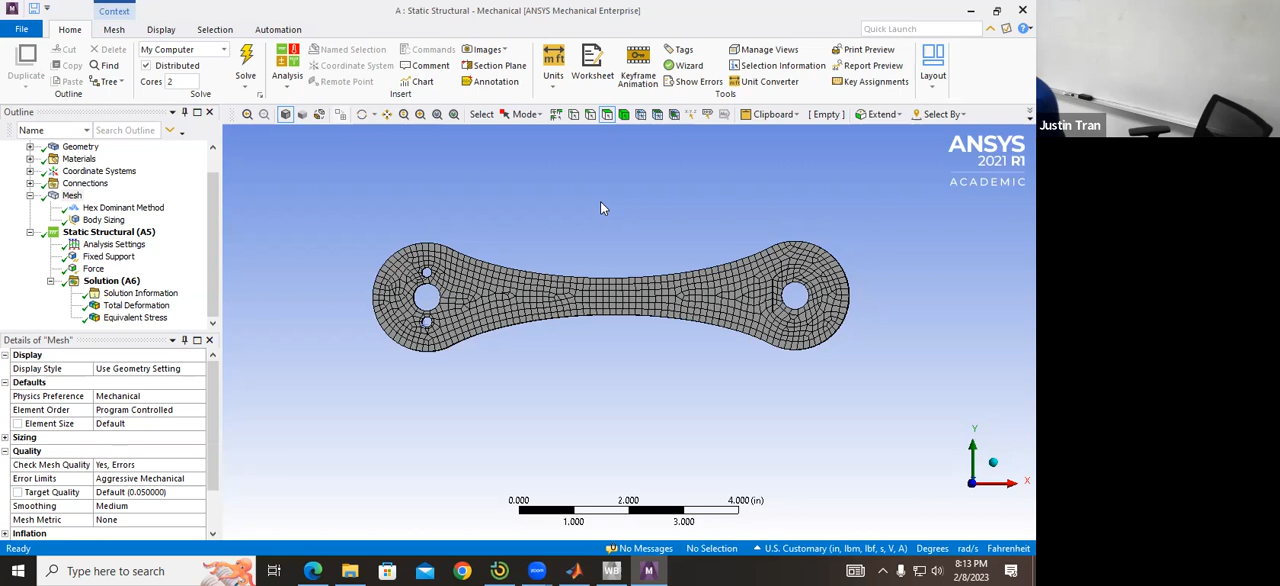 Context
A : Static Structural - Mechanical [ANSYS Mechanical Enterprise]
File Home Mesh Display Selection Automation Quick Launch
Duplicate
Cut Delete
Copy Find
Paste Tree
Outline
My Computer
Distributed
Cores 2
Solve
Solve
Analysis
Named Selection Commands Images
Coordinate System Comment Section Plane
Remote Point Chart Annotation
Insert
Units Worksheet Keyframe Animation
Tags Manage Views Print Preview
Wizard Selection Information Report Preview
Show Errors Unit Converter Key Assignments
Tools
Layout
Outline
Name Search Outline
Select Mode Clipboard [ Empty ] Extend Select By
Justin Tran
Geometry
Materials
Coordinate Systems
Connections
Mesh
Hex Dominant Method
Body Sizing
Static Structural (A5)
Analysis Settings
Fixed Support
Force
Solution (A6)
Solution Information
Total Deformation
Equivalent Stress
Details of "Mesh"
Display
Display Style Use Geometry Setting
Defaults
Physics Preference Mechanical
Element Order Program Controlled
Element Size Default
Sizing
Quality
Check Mesh Quality Yes, Errors
Error Limits Aggressive Mechanical
Target Quality Default (0.050000)
Smoothing Medium
Mesh Metric None
Inflation
ANSYS
2021 R1
ACADEMIC
Y
X
0.000 2.000 4.000 (in)
1.000 3.000
Ready No Messages No Selection U.S. Customary (in, lbm, lbf, s, V, A) Degrees rad/s Fahrenheit
Type here to search
WB
M
8:13 PM
2/8/2023